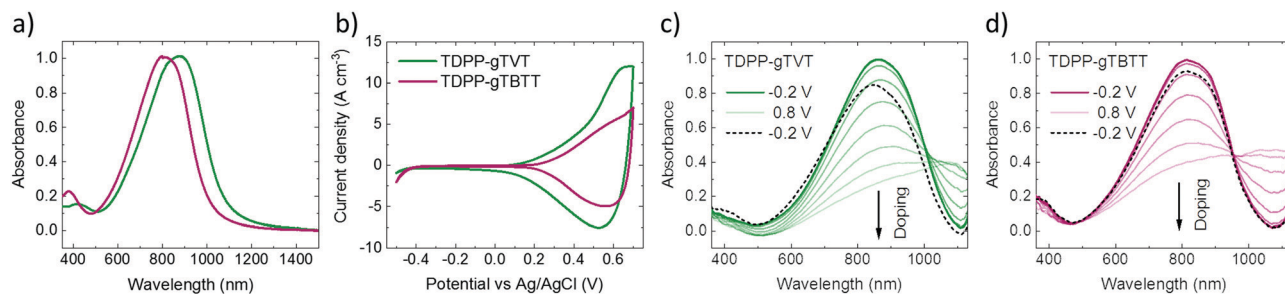 a)
1.0
0.8
0.6
0.4
0.2
0.0
Absorbance
400 600 800 1000 1200 1400
Wavelength (nm)
b)
TDPP-gTVT
TDPP-gTBTT
15
10
5
0
-5
-10
Current density (A cm⁻³)
-0.4 -0.2 0.0 0.2 0.4 0.6
Potential vs Ag/AgCl (V)
c)
TDPP-gTVT
-0.2 V
0.8 V
-0.2 V
Doping
1.0
0.8
0.6
0.4
0.2
0.0
Absorbance
400 600 800 1000
Wavelength (nm)
d)
TDPP-gTBTT
-0.2 V
0.8 V
-0.2 V
Doping
1.0
0.8
0.6
0.4
0.2
0.0
Absorbance
400 600 800 1000
Wavelength (nm)